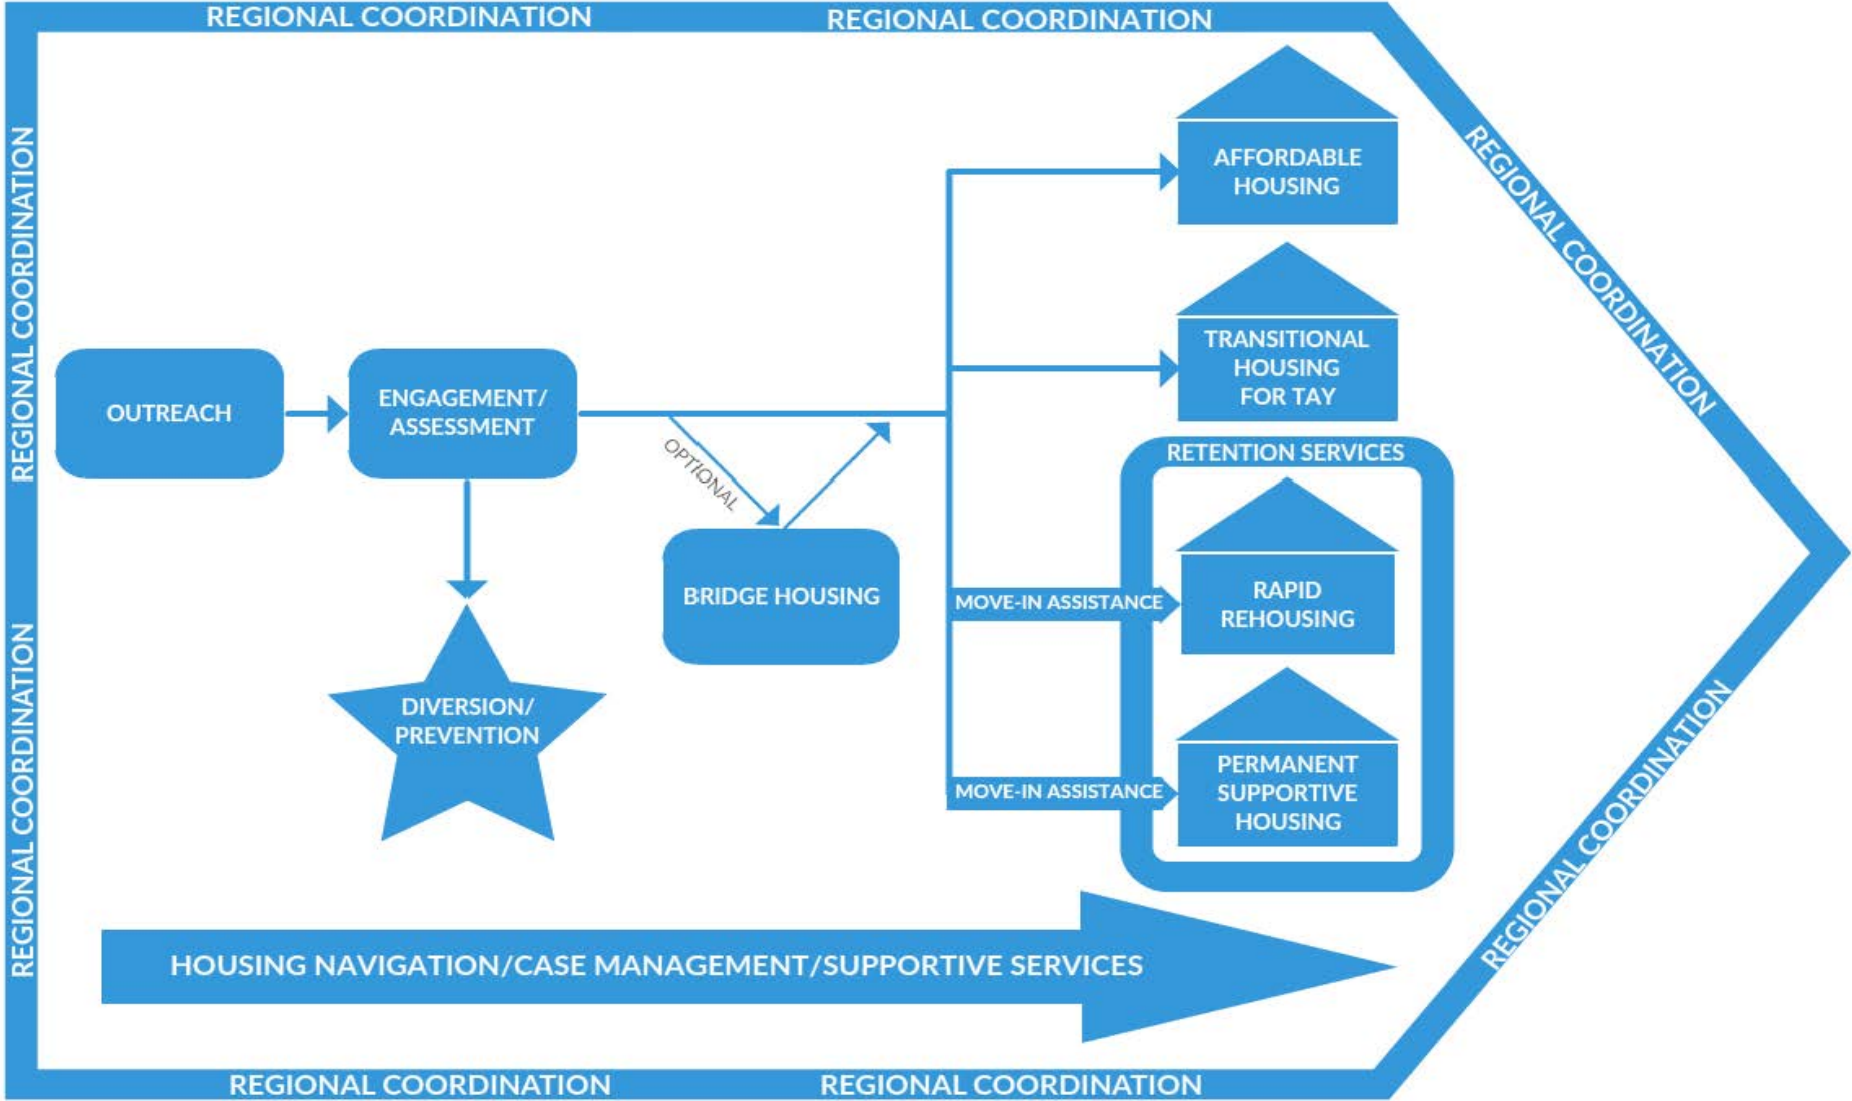 REGIONAL COORDINATION
REGIONAL COORDINATION
REGIONAL COORDINATION
REGIONAL COORDINATION
AFFORDABLE
HOUSING
TRANSITIONAL
HOUSING
FOR TAY
OUTREACH
ENGAGEMENT/
ASSESSMENT
OPTIONAL
RETENTION SERVICES
BRIDGE HOUSING
MOVE-IN ASSISTANCE
RAPID
REHOUSING
DIVERSION/
PREVENTION
MOVE-IN ASSISTANCE
PERMANENT
SUPPORTIVE
HOUSING
REGIONAL COORDINATION
REGIONAL COORDINATION
HOUSING NAVIGATION/CASE MANAGEMENT/SUPPORTIVE SERVICES
REGIONAL COORDINATION
REGIONAL COORDINATION